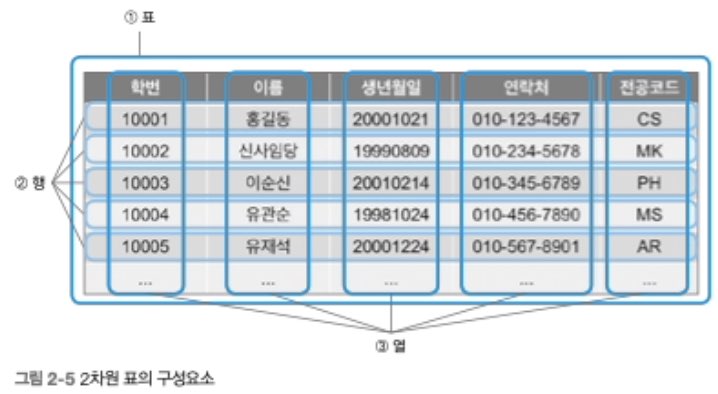 ① 표
학번 이름 생년월일 연락처 전공코드
10001 홍길동 20001021 010-123-4567 CS
10002 신사임당 19990809 010-234-5678 MK
② 행
10003 이순신 20010214 010-345-6789 PH
10004 유관순 19981024 010-456-7890 MS
10005 유재석 20001224 010-567-8901 AR
... ... ... ... ...
③ 열
그림 2-5 2차원 표의 구성요소